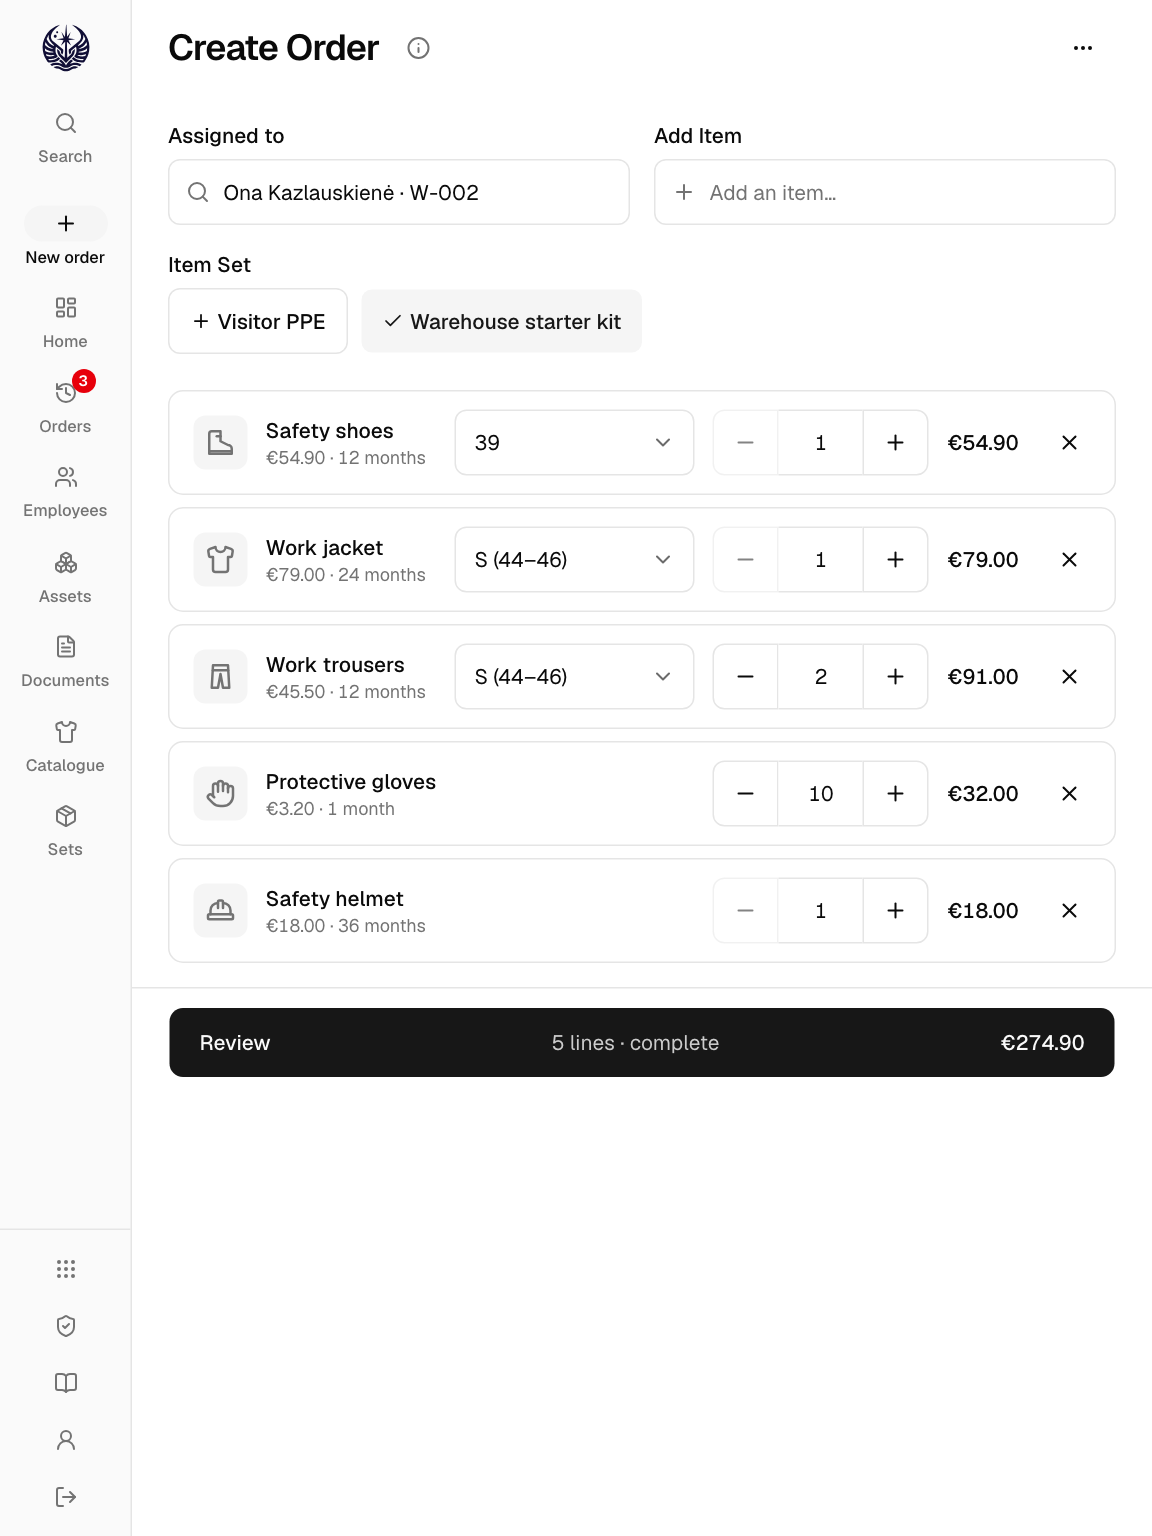 Create Order
Search
New order
Home
3
Orders
Employees
Assets
Documents
Catalogue
Sets
Assigned to
Ona Kazlauskienė · W-002
Add Item
Add an item...
Item Set
Visitor PPE
Warehouse starter kit
Safety shoes
€54.90 · 12 months
39
1
€54.90
Work jacket
€79.00 · 24 months
S (44–46)
1
€79.00
Work trousers
€45.50 · 12 months
S (44–46)
2
€91.00
Protective gloves
€3.20 · 1 month
10
€32.00
Safety helmet
€18.00 · 36 months
1
€18.00
Review
5 lines · complete
€274.90